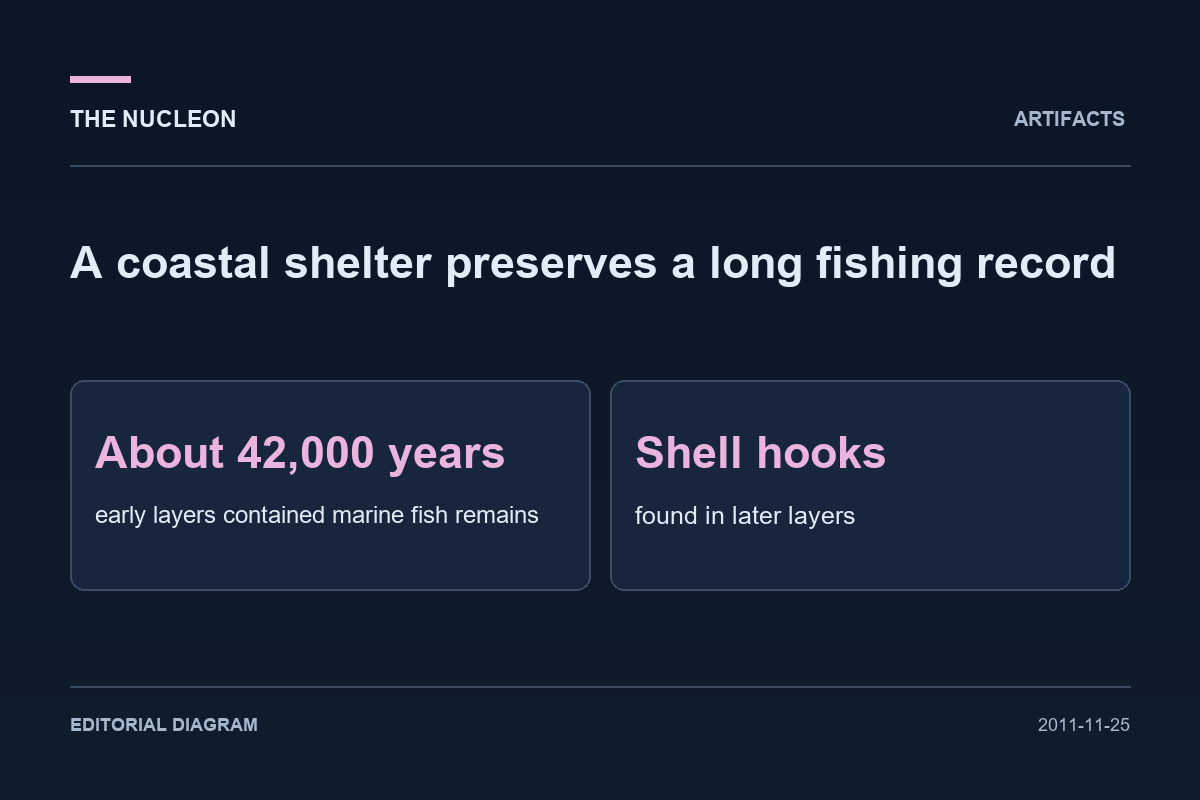 THE NUCLEON
ARTIFACTS
A coastal shelter preserves a long fishing record
About 42,000 years
early layers contained marine fish remains
Shell hooks
found in later layers
EDITORIAL DIAGRAM
2011-11-25